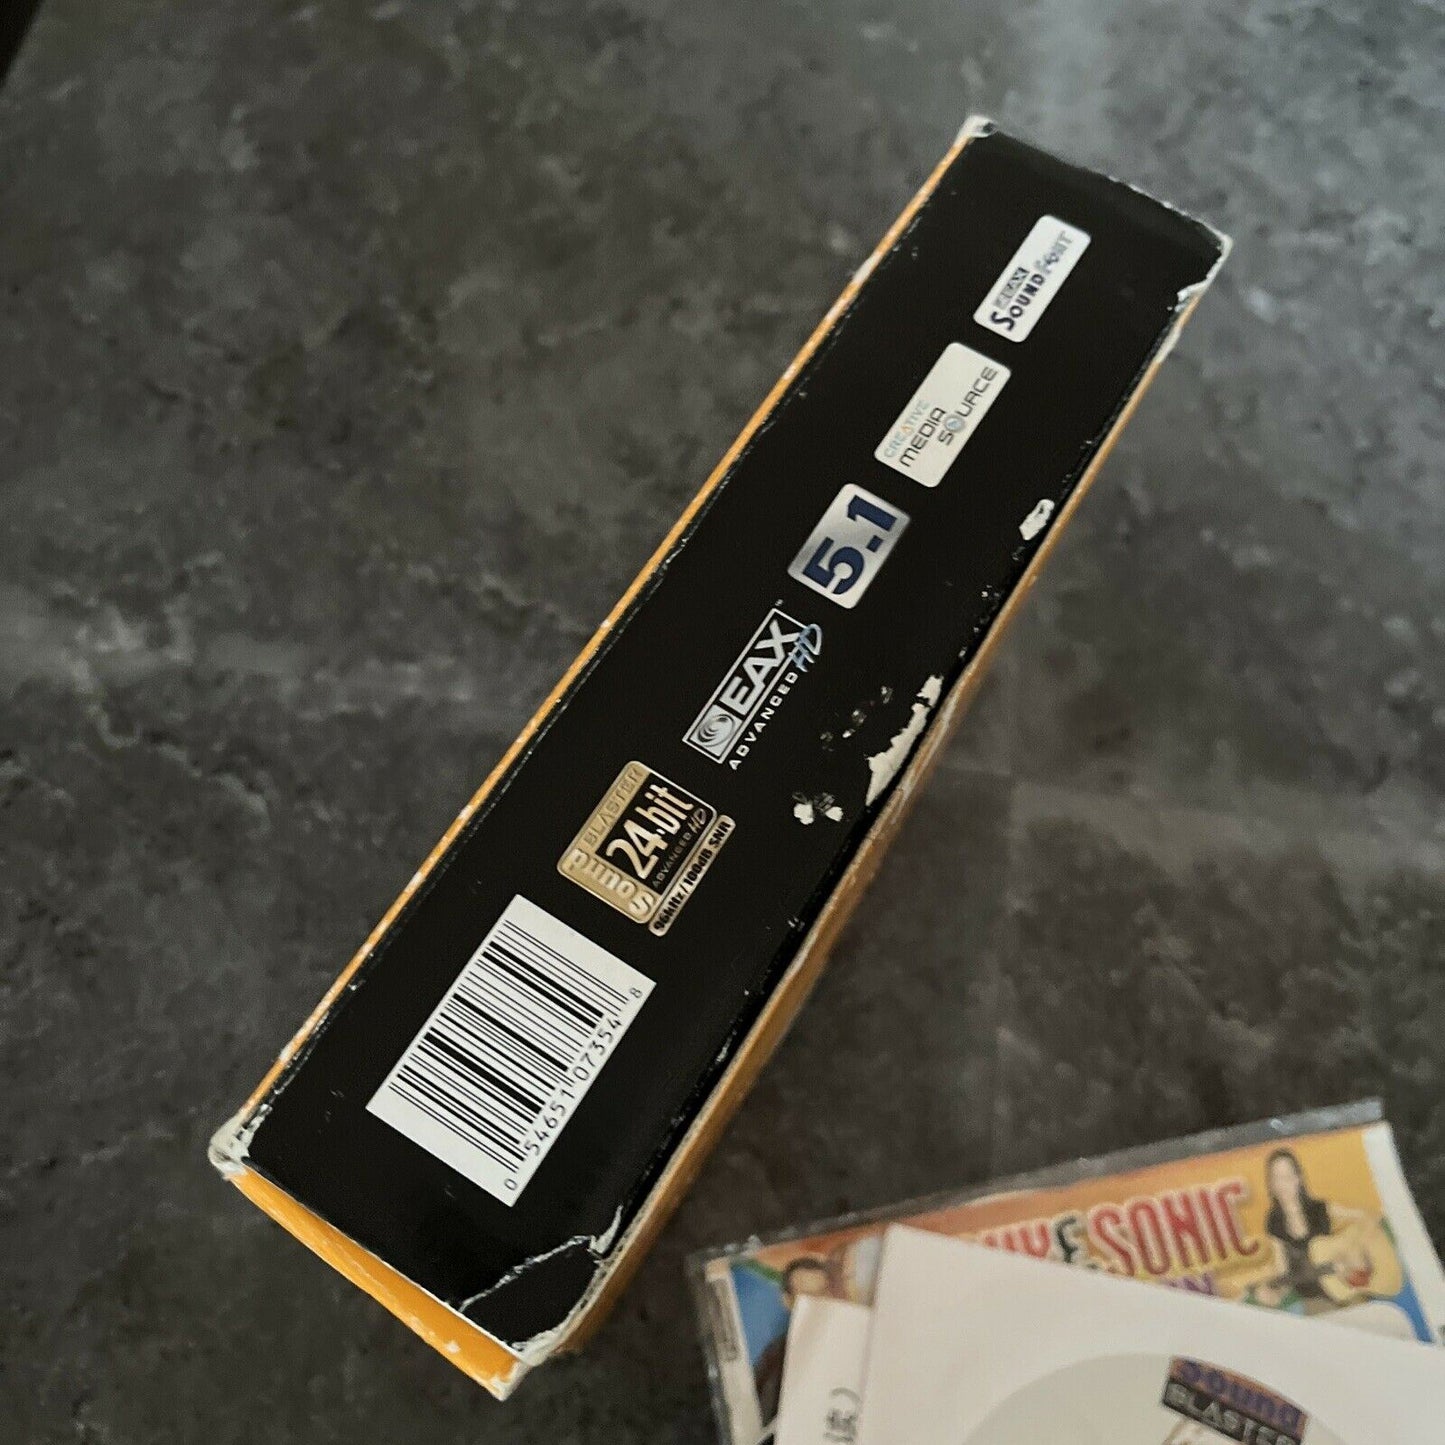 EAX
SOUNDFONT
CREATIVE
MEDIA
SOURCE
5.1
EAX™
ADVANCED HD
Sound
BLASTER
24.bit
ADVANCED HD
96kHz/100dB SNR
0 54651 07354 8
SONIC
Sound
BLASTER